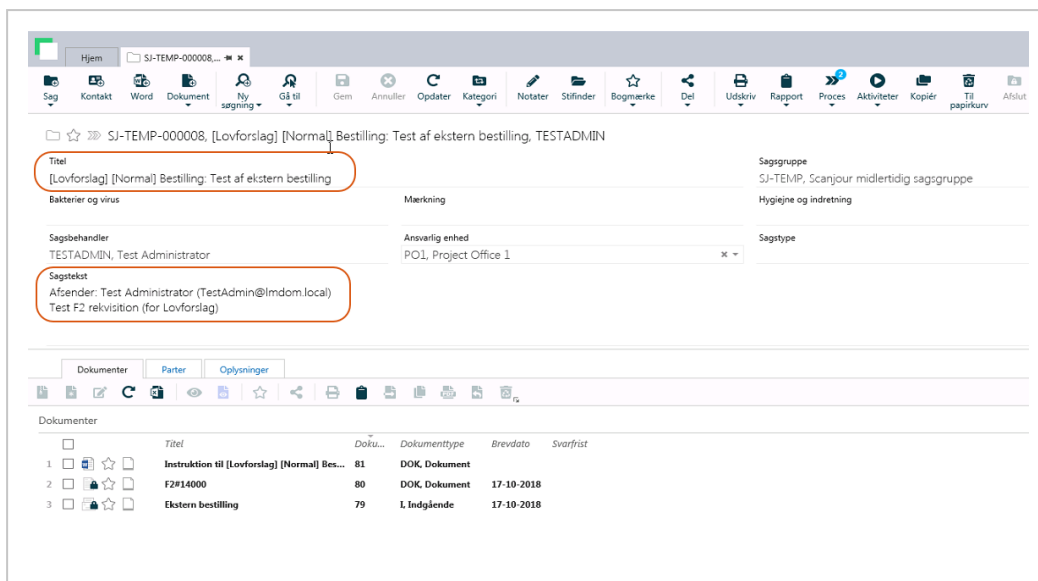 Hjem SJ-TEMP-000008,...
Sag Kontakt Word Dokument Ny søgning Gå til Gem Annuller Opdater Kategori Notater Stifinder Bogmærke Del Udskriv Rapport Proces 2 Aktiviteter Kopiér Til papirkurv Afslut
SJ-TEMP-000008, [Lovforslag] [Normal] Bestilling: Test af ekstern bestilling, TESTADMIN
Titel Sagsgruppe
[Lovforslag] [Normal] Bestilling: Test af ekstern bestilling SJ-TEMP, Scanjour midlertidig sagsgruppe
Bakterier og virus Mærkning Hygiejne og indretning
Sagsbehandler Ansvarlig enhed Sagstype
TESTADMIN, Test Administrator PO1, Project Office 1
Sagstekst
Afsender: Test Administrator (TestAdmin@lmdom.local)
Test F2 rekvisition (for Lovforslag)
Dokumenter Parter Oplysninger
Dokumenter
Titel Doku... Dokumenttype Brevdato Svarfrist
1 Instruktion til [Lovforslag] [Normal] Bes... 81 DOK, Dokument
2 F2#14000 80 DOK, Dokument 17-10-2018
3 Ekstern bestilling 79 I, Indgående 17-10-2018